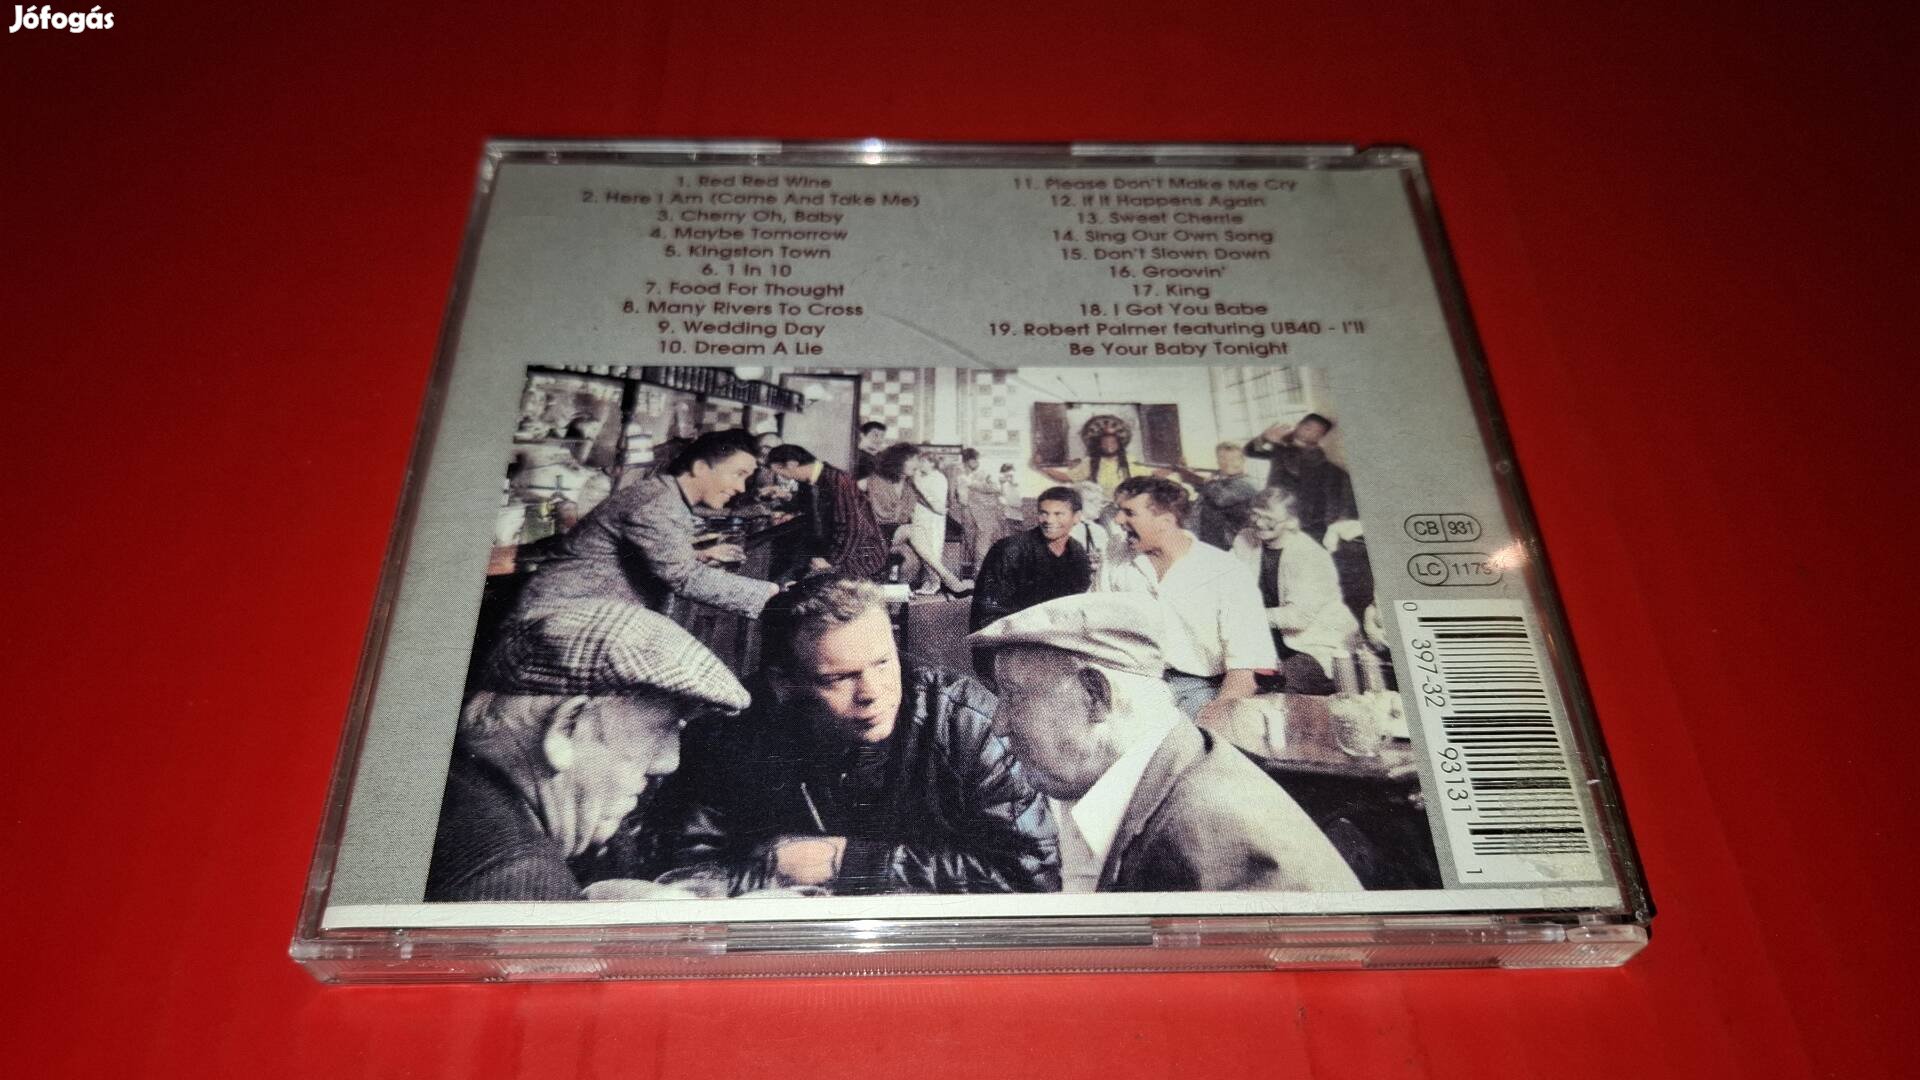 Jófogás
1. Red Red Wine
2. Here I Am (Came And Take Me)
3. Cherry Oh, Baby
4. Maybe Tomorrow
5. Kingston Town
6. 1 In 10
7. Food For Thought
8. Many Rivers To Cross
9. Wedding Day
10. Dream A Lie
11. Please Don't Make Me Cry
12. If It Happens Again
13. Sweet Cherrie
14. Sing Our Own Song
15. Don't Slown Down
16. Groovin'
17. King
18. I Got You Babe
19. Robert Palmer featuring UB40 - I'll
Be Your Baby Tonight
CB 931
LC
0 397-32 93131 1